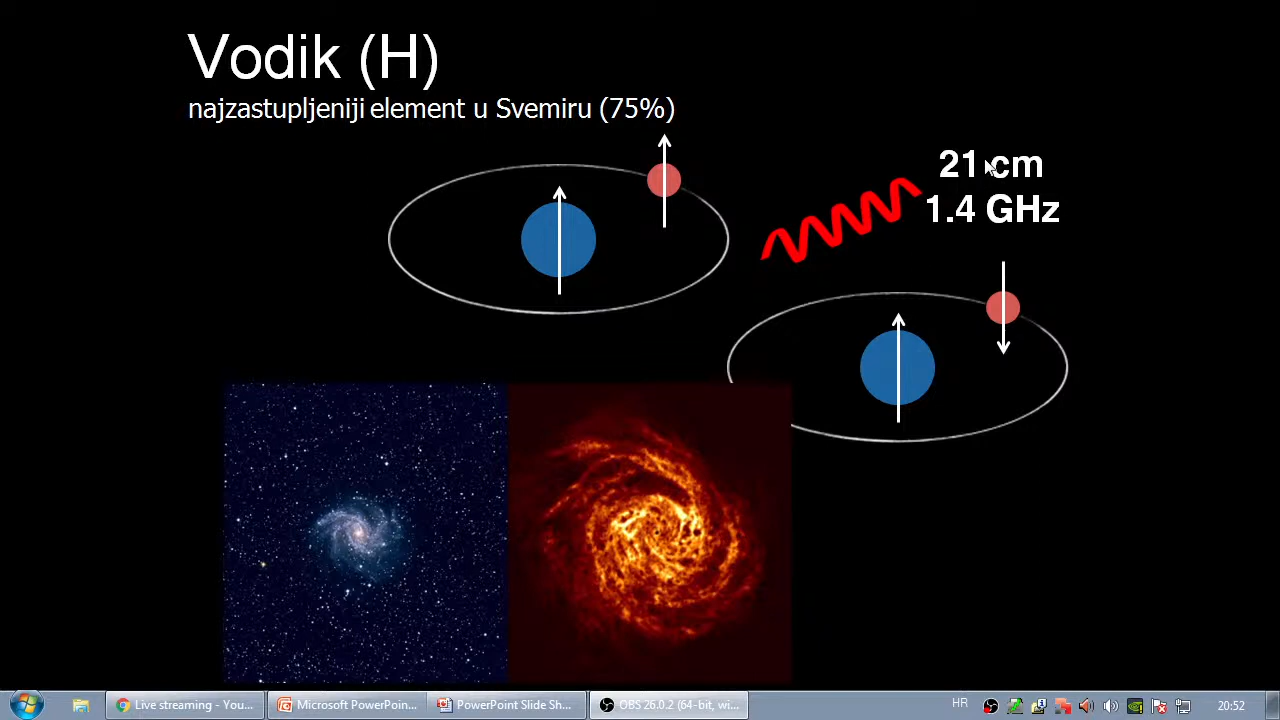 Vodik (H)
najzastupljeniji element u Svemiru (75%)
21 cm
1.4 GHz
Live streaming - You...
Microsoft PowerPoin...
PowerPoint Slide Sh...
OBS 26.0.2 (64-bit, wi...
HR
20:52